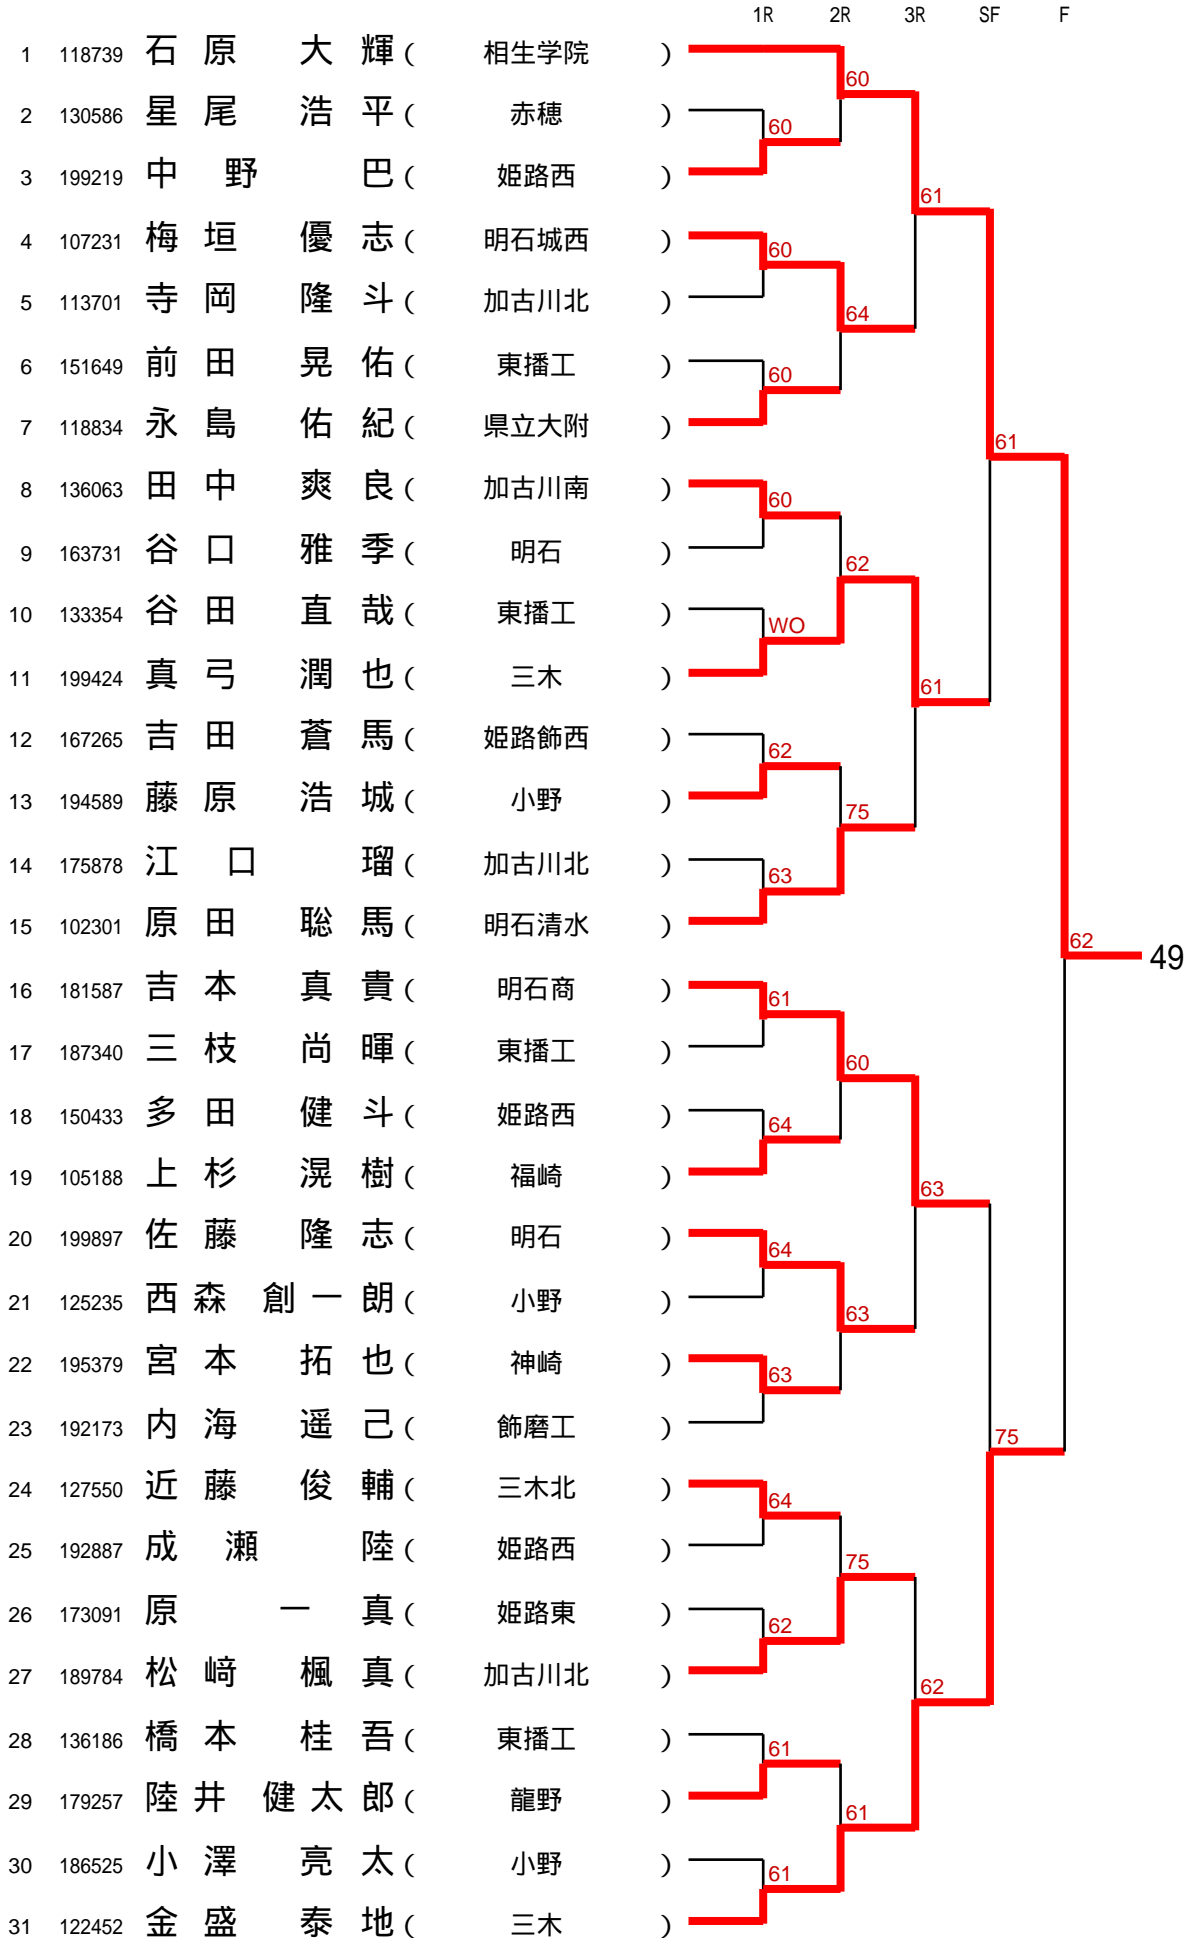 1R 2R 3R SF F
1 118739 石原 大輝 ( 相生学院 )
60
2 130586 星尾 浩平 ( 赤穂 )
60
3 199219 中野 巴 ( 姫路西 )
61
4 107231 梅垣 優志 ( 明石城西 )
60
5 113701 寺岡 隆斗 ( 加古川北 )
64
6 151649 前田 晃佑 ( 東播工 )
60
7 118834 永島 佑紀 ( 県立大附 )
61
8 136063 田中 爽良 ( 加古川南 )
60
9 163731 谷口 雅季 ( 明石 )
62
10 133354 谷田 直哉 ( 東播工 )
WO
11 199424 真弓 潤也 ( 三木 )
61
12 167265 吉田 蒼馬 ( 姫路飾西 )
62
13 194589 藤原 浩城 ( 小野 )
75
14 175878 江口 瑠 ( 加古川北 )
63
15 102301 原田 聡馬 ( 明石清水 )
62 49
16 181587 吉本 真貴 ( 明石商 )
61
17 187340 三枝 尚暉 ( 東播工 )
60
18 150433 多田 健斗 ( 姫路西 )
64
19 105188 上杉 滉樹 ( 福崎 )
63
20 199897 佐藤 隆志 ( 明石 )
64
21 125235 西森 創一朗 ( 小野 )
63
22 195379 宮本 拓也 ( 神崎 )
63
23 192173 内海 遥己 ( 飾磨工 )
75
24 127550 近藤 俊輔 ( 三木北 )
64
25 192887 成瀬 陸 ( 姫路西 )
75
26 173091 原 一真 ( 姫路東 )
62
27 189784 松﨑 楓真 ( 加古川北 )
62
28 136186 橋本 桂吾 ( 東播工 )
61
29 179257 陸井 健太郎 ( 龍野 )
61
30 186525 小澤 亮太 ( 小野 )
61
31 122452 金盛 泰地 ( 三木 )